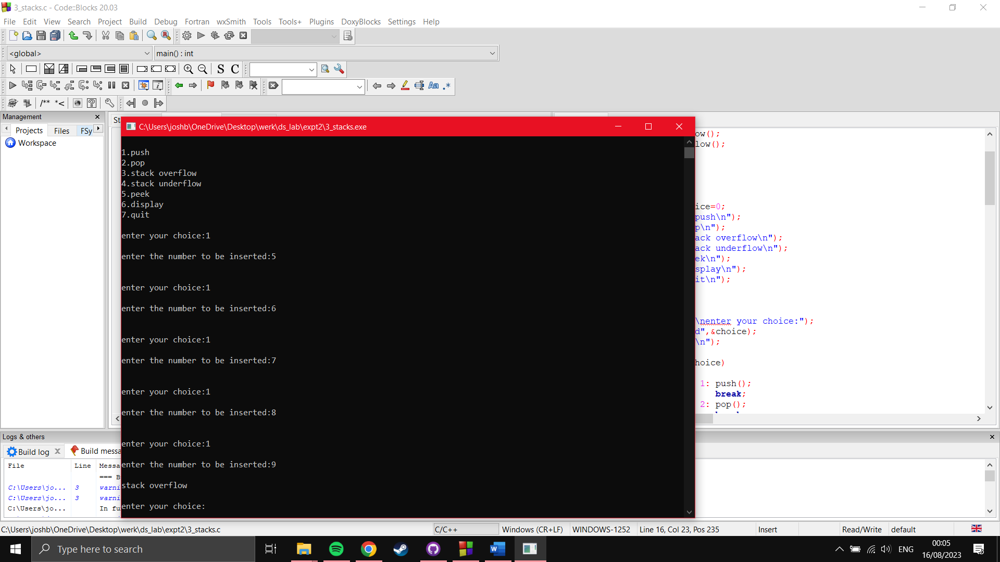 3_stacks.c - Code::Blocks 20.03
File Edit View Search Project Build Debug Fortran wxSmith Tools Tools+ Plugins DoxyBlocks Settings Help
<global> main() : int
S C
Aa .*
/** *<
Management
Projects Files FSy
Workspace
St
C:\Users\joshb\OneDrive\Desktop\werk\ds_lab\expt2\3_stacks.exe
1.push
2.pop
3.stack overflow
4.stack underflow
5.peek
6.display
7.quit
enter your choice:1
enter the number to be inserted:5
enter your choice:1
enter the number to be inserted:6
enter your choice:1
enter the number to be inserted:7
enter your choice:1
enter the number to be inserted:8
enter your choice:1
enter the number to be inserted:9
stack overflow
enter your choice:
ow();
low();
ice=0;
push\n");
p\n");
ack overflow\n");
ack underflow\n");
ek\n");
splay\n");
it\n");
\nenter your choice:");
d",&choice);
\n");
hoice)
1: push();
break;
2: pop();
Logs & others
Build log Build messa
File Line Messa
=== B
C:\Users\jo... 3 warni
C:\Users\jo... 3 warni
C:\Users\jo... In fu
C:\Users\joshb\OneDrive\Desktop\werk\ds_lab\expt2\3_stacks.c C/C++ Windows (CR+LF) WINDOWS-1252 Line 16, Col 23, Pos 235 Insert Read/Write default
Type here to search
ENG
00:05
16/08/2023